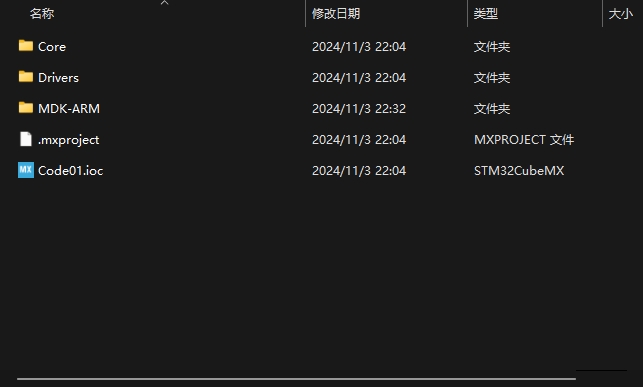 名称 修改日期 类型 大小
Core 2024/11/3 22:04 文件夹
Drivers 2024/11/3 22:04 文件夹
MDK-ARM 2024/11/3 22:32 文件夹
.mxproject 2024/11/3 22:04 MXPROJECT 文件
MX Code01.ioc 2024/11/3 22:04 STM32CubeMX